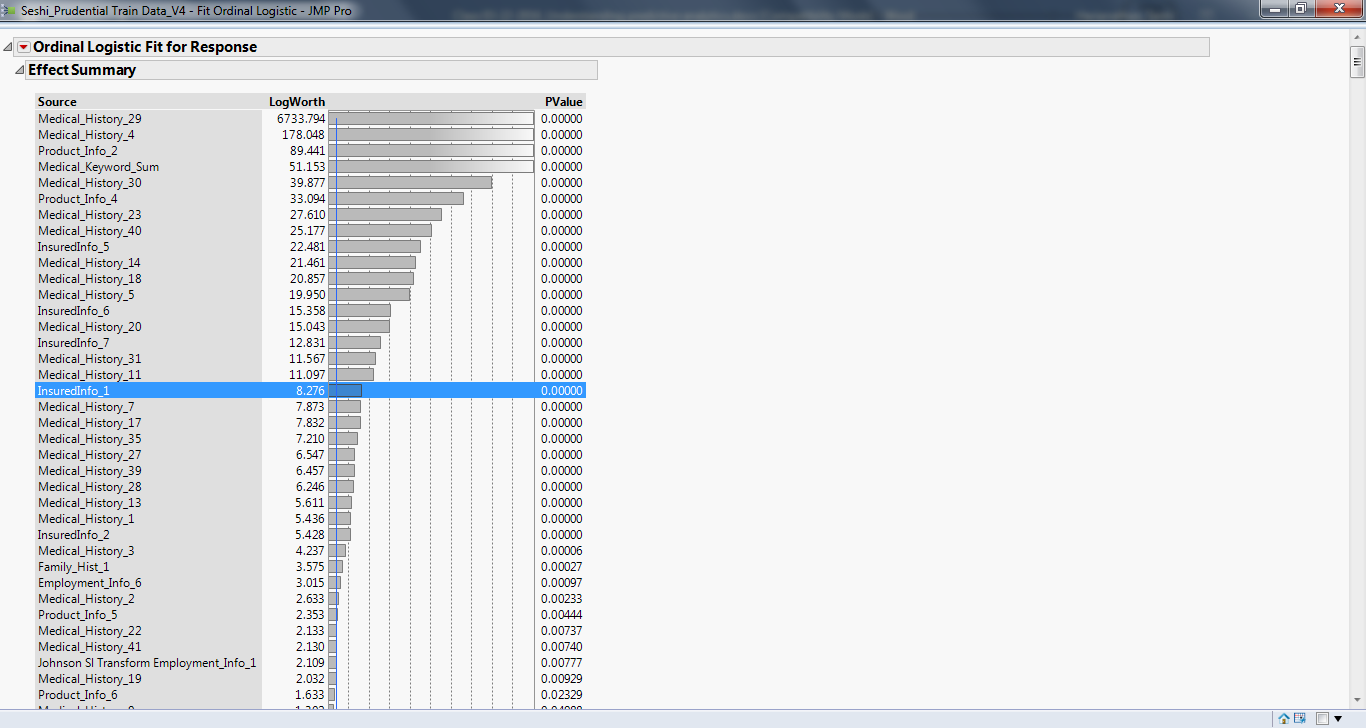 Seshi_Prudential Train Data_V4 - Fit Ordinal Logistic - JMP Pro
Ordinal Logistic Fit for Response
Effect Summary
Source LogWorth PValue
Medical_History_29 6733.794 0.00000
Medical_History_4 178.048 0.00000
Product_Info_2 89.441 0.00000
Medical_Keyword_Sum 51.153 0.00000
Medical_History_30 39.877 0.00000
Product_Info_4 33.094 0.00000
Medical_History_23 27.610 0.00000
Medical_History_40 25.177 0.00000
InsuredInfo_5 22.481 0.00000
Medical_History_14 21.461 0.00000
Medical_History_18 20.857 0.00000
Medical_History_5 19.950 0.00000
InsuredInfo_6 15.358 0.00000
Medical_History_20 15.043 0.00000
InsuredInfo_7 12.831 0.00000
Medical_History_31 11.567 0.00000
Medical_History_11 11.097 0.00000
InsuredInfo_1 8.276 0.00000
Medical_History_7 7.873 0.00000
Medical_History_17 7.832 0.00000
Medical_History_35 7.210 0.00000
Medical_History_27 6.547 0.00000
Medical_History_39 6.457 0.00000
Medical_History_28 6.246 0.00000
Medical_History_13 5.611 0.00000
Medical_History_1 5.436 0.00000
InsuredInfo_2 5.428 0.00000
Medical_History_3 4.237 0.00006
Family_Hist_1 3.575 0.00027
Employment_Info_6 3.015 0.00097
Medical_History_2 2.633 0.00233
Product_Info_5 2.353 0.00444
Medical_History_22 2.133 0.00737
Medical_History_41 2.130 0.00740
Johnson Sl Transform Employment_Info_1 2.109 0.00777
Medical_History_19 2.032 0.00929
Product_Info_6 1.633 0.02329